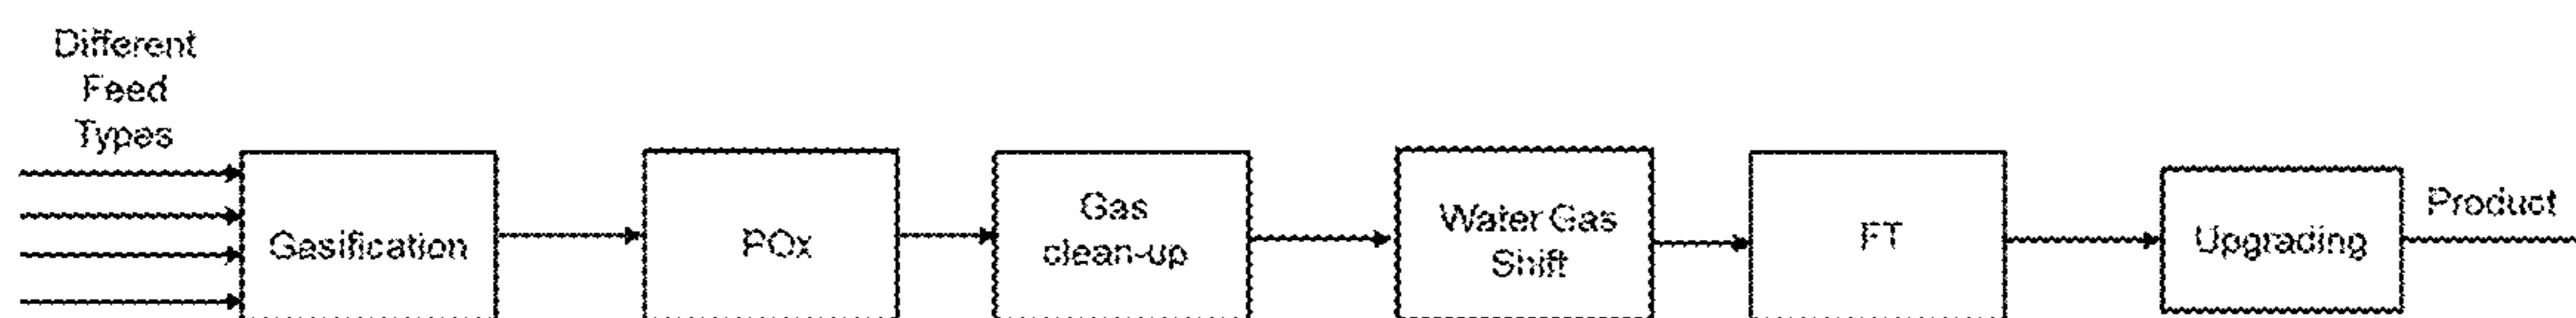 Different
Feed
Types
Gasification
POx
Gas
clean-up
Water Gas
Shift
FT
Upgrading
Product